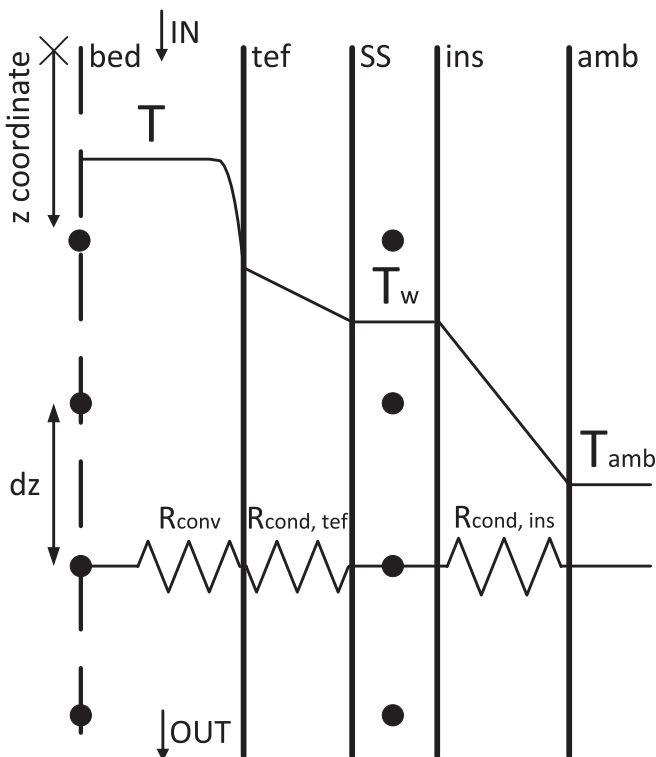 IN
bed
tef
SS
ins
amb
z coordinate
T
Tw
Tamb
dz
Rconv
Rcond, tef
Rcond, ins
OUT